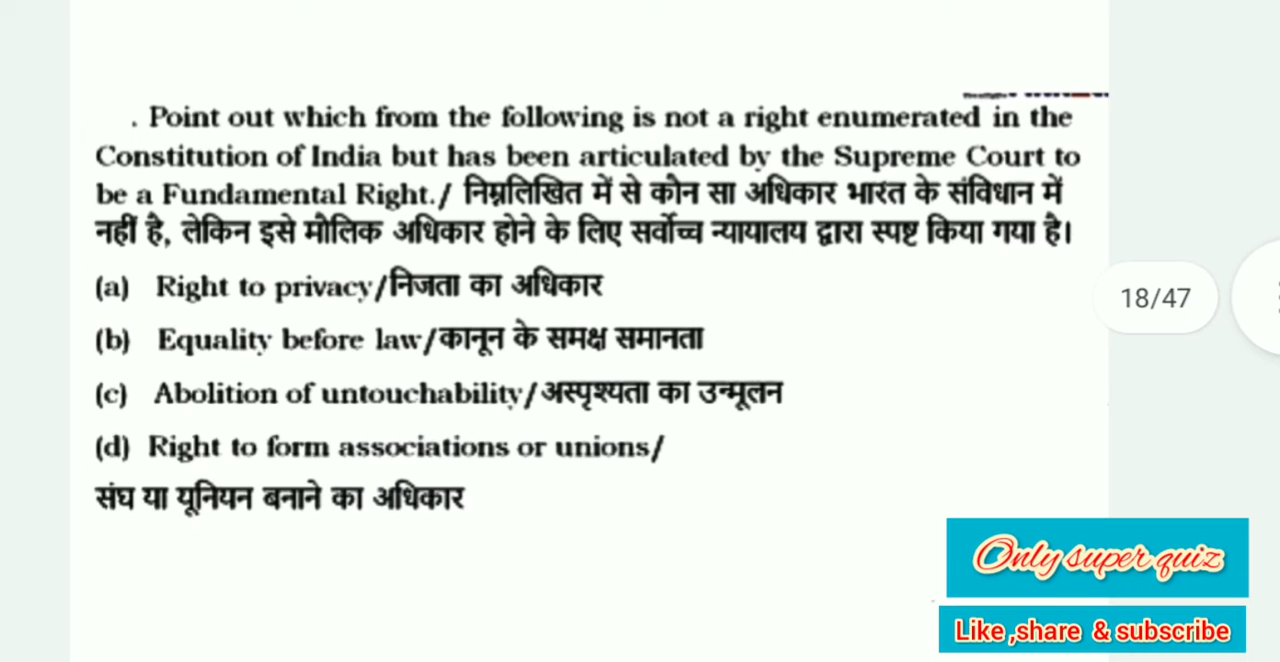 . Point out which from the following is not a right enumerated in the
Constitution of India but has been articulated by the Supreme Court to
be a Fundamental Right./ निम्नलिखित में से कौन सा अधिकार भारत के संविधान में
नहीं है, लेकिन इसे मौलिक अधिकार होने के लिए सर्वोच्च न्यायालय द्वारा स्पष्ट किया गया है।
(a) Right to privacy/निजता का अधिकार
(b) Equality before law/कानून के समक्ष समानता
(c) Abolition of untouchability/अस्पृश्यता का उन्मूलन
(d) Right to form associations or unions/
संघ या यूनियन बनाने का अधिकार
18/47
Only super quiz
Like ,share & subscribe